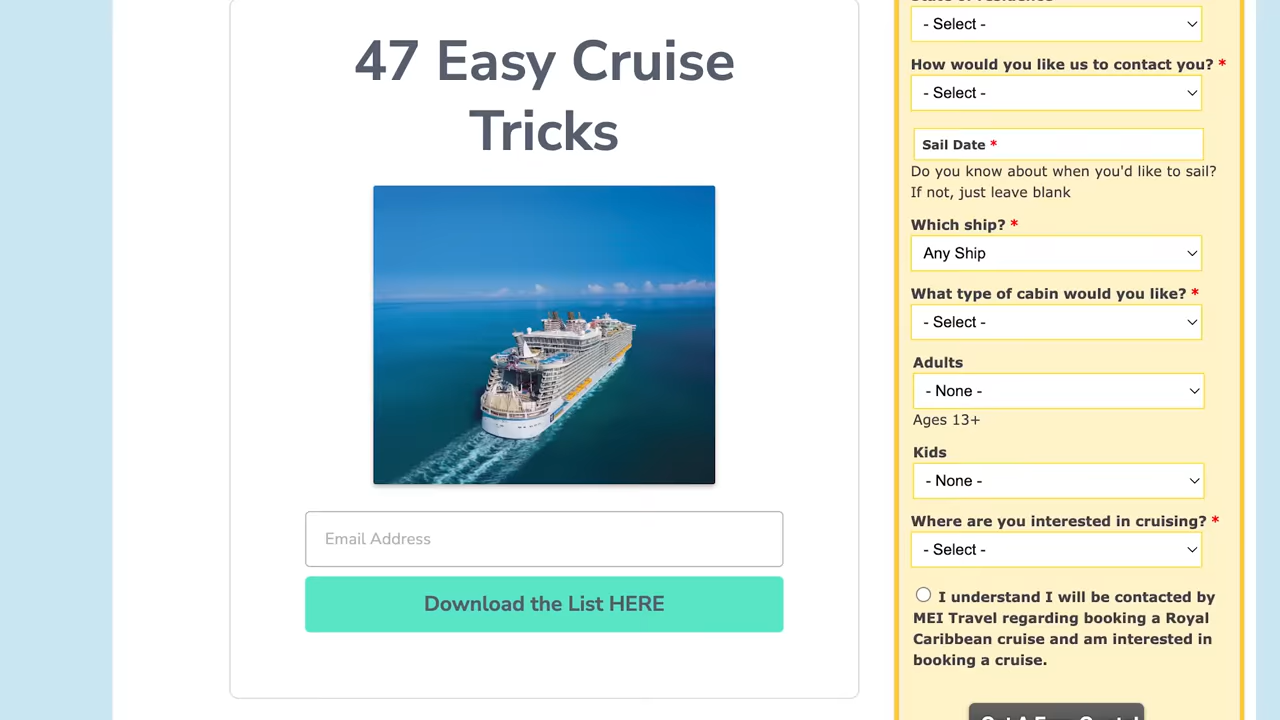 47 Easy Cruise
Tricks
Email Address
Download the List HERE
- Select -
How would you like us to contact you? *
- Select -
Sail Date *
Do you know about when you'd like to sail?
If not, just leave blank
Which ship? *
Any Ship
What type of cabin would you like? *
- Select -
Adults
- None -
Ages 13+
Kids
- None -
Where are you interested in cruising? *
- Select -
I understand I will be contacted by
MEI Travel regarding booking a Royal
Caribbean cruise and am interested in
booking a cruise.